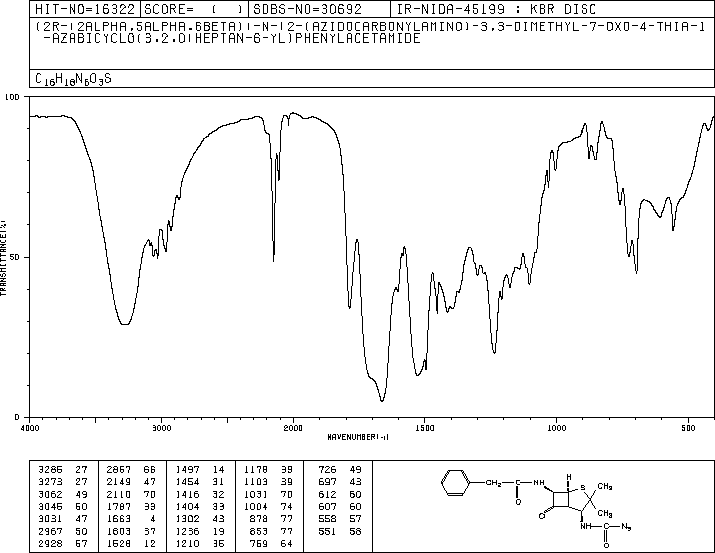 HIT-NO=16322 SCORE= ( ) SDBS-NO=30692 IR-NIDA-45199 : KBR DISC
(2R-(2ALPHA,5ALPHA,6BETA))-N-(2-(AZIDOCARBONYLAMINO)-3,3-DIMETHYL-7-OXO-4-THIA-1
-AZABICYCLO(3.2.0)HEPTAN-6-YL)PHENYLACETAMIDE
C16H18N6O3S
100
50
0
TRANSMITTANCE(%)
4000 3000 2000 1500 1000 500
WAVENUMBER(-1)
3286 27 2867 66 1497 14 1178 39 726 49
3273 27 2149 47 1454 31 1103 39 697 43
3062 49 2110 70 1416 32 1031 70 612 60
3046 50 1787 33 1404 33 1004 74 607 60
3031 47 1663 4 1302 43 878 77 558 57
2967 50 1603 37 1236 19 853 77 551 58
2928 57 1528 12 1210 36 759 64
CH2 C NH H S CH3
O CH3
O NH C N3
O